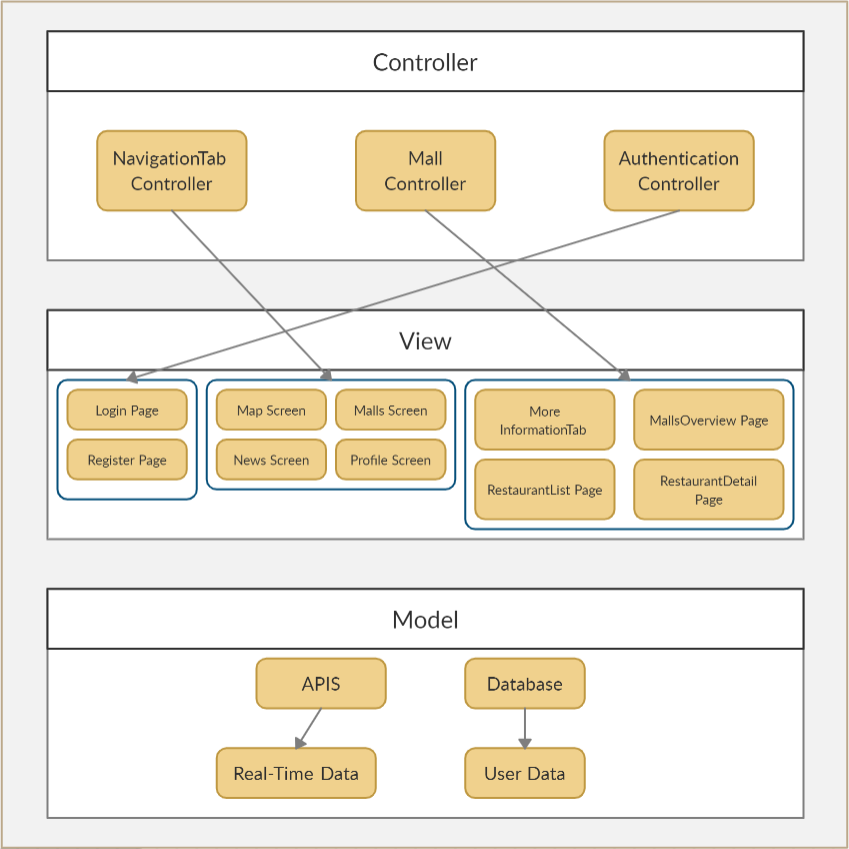 Controller
NavigationTab
Controller
Mall
Controller
Authentication
Controller
View
Login Page
Register Page
Map Screen
Malls Screen
News Screen
Profile Screen
More
InformationTab
MallsOverview Page
RestaurantList Page
RestaurantDetail
Page
Model
APIS
Database
Real-Time Data
User Data